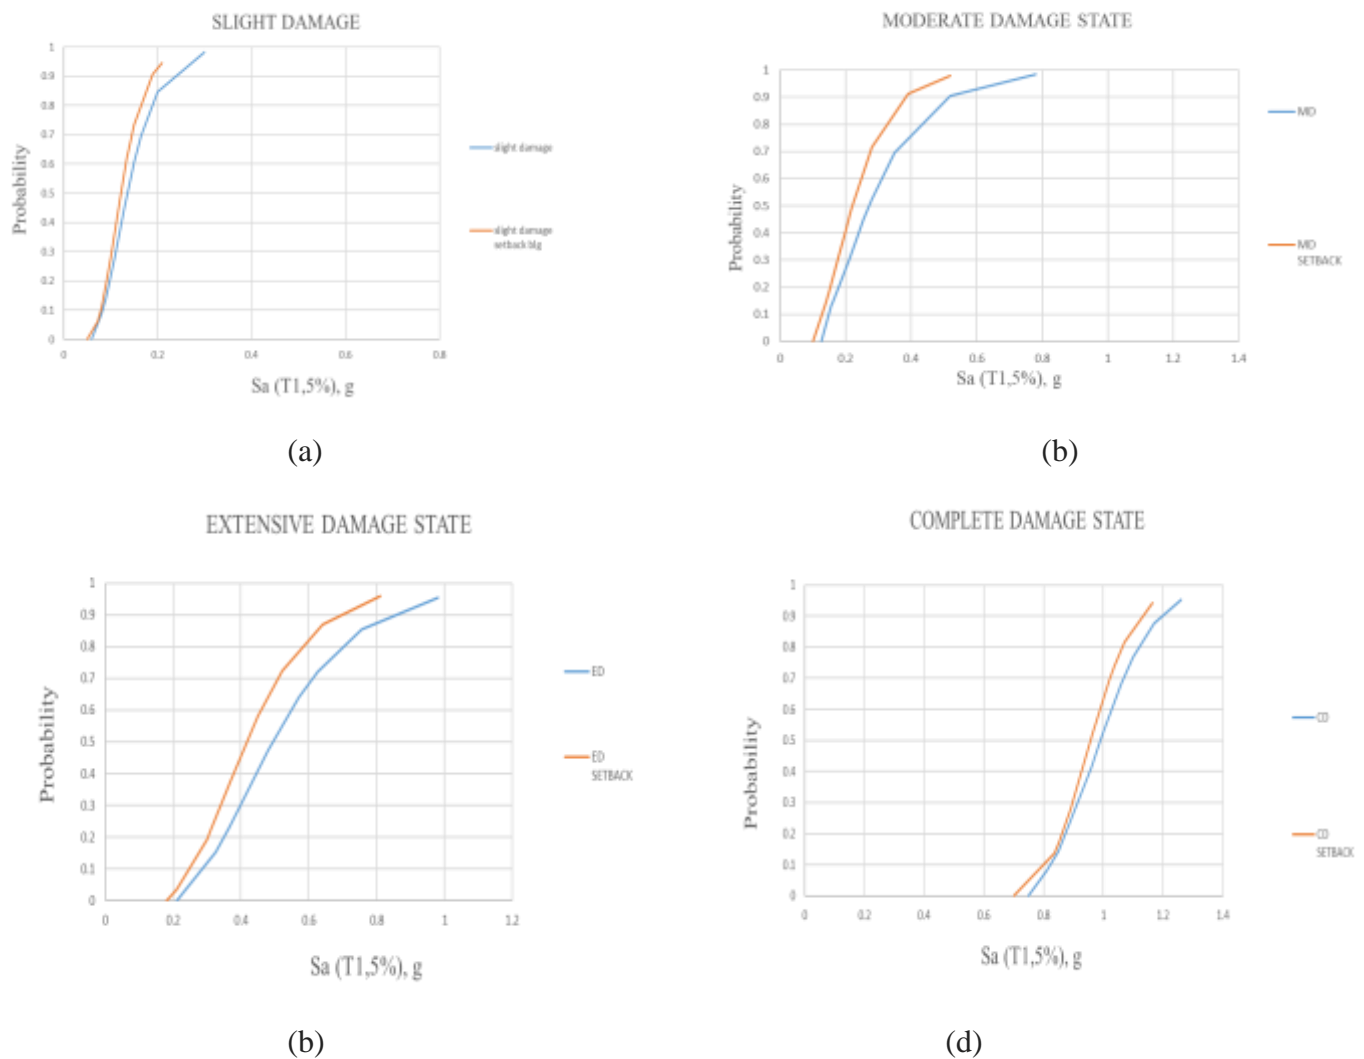 SLIGHT DAMAGE
1
0.9
0.8
0.7
0.6
0.5
0.4
0.3
0.2
0.1
0
0 0.2 0.4 0.6 0.8
Probability
Sa (T1,5%), g
slight damage
slight damage
setback blg
(a)
MODERATE DAMAGE STATE
1
0.9
0.8
0.7
0.6
0.5
0.4
0.3
0.2
0.1
0
0 0.2 0.4 0.6 0.8 1 1.2 1.4
Probability
Sa (T1,5%), g
MD
MD
SETBACK
(b)
EXTENSIVE DAMAGE STATE
1
0.9
0.8
0.7
0.6
0.5
0.4
0.3
0.2
0.1
0
0 0.2 0.4 0.6 0.8 1 1.2
Probability
Sa (T1,5%), g
ED
ED
SETBACK
(b)
COMPLETE DAMAGE STATE
1
0.9
0.8
0.7
0.6
0.5
0.4
0.3
0.2
0.1
0
0 0.2 0.4 0.6 0.8 1 1.2 1.4
Probability
Sa (T1,5%), g
CD
CD
SETBACK
(d)